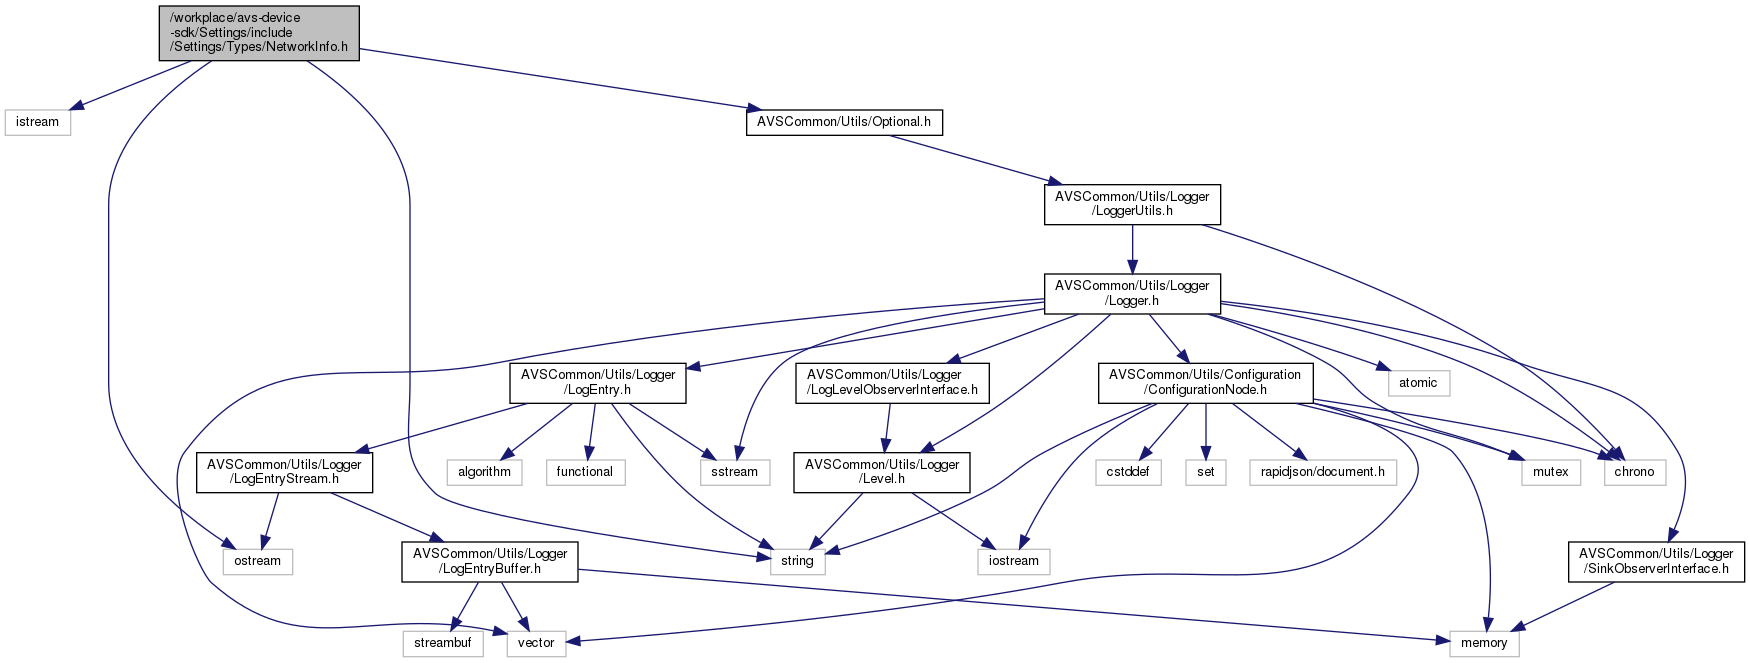 /workplace/avs-device
-sdk/Settings/include
/Settings/Types/NetworkInfo.h
istream
AVSCommon/Utils/Optional.h
AVSCommon/Utils/Logger
/LoggerUtils.h
AVSCommon/Utils/Logger
/Logger.h
AVSCommon/Utils/Logger
/LogEntry.h
AVSCommon/Utils/Logger
/LogLevelObserverInterface.h
AVSCommon/Utils/Configuration
/ConfigurationNode.h
atomic
AVSCommon/Utils/Logger
/LogEntryStream.h
algorithm
functional
sstream
AVSCommon/Utils/Logger
/Level.h
cstddef
set
rapidjson/document.h
mutex
chrono
ostream
AVSCommon/Utils/Logger
/LogEntryBuffer.h
string
iostream
AVSCommon/Utils/Logger
/SinkObserverInterface.h
streambuf
vector
memory